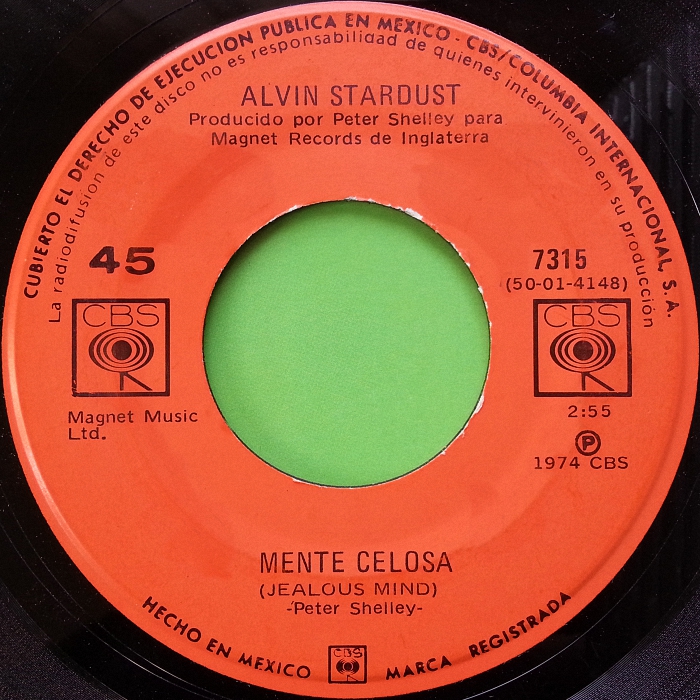 CUBIERTO EL DERECHO DE EJECUCION PUBLICA EN MEXICO - CBS/COLUMBIA INTERNACIONAL, S.A.
La radiodifusion de este disco no es responsabilidad de quienes intervinieron en su producción
ALVIN STARDUST
Producido por Peter Shelley para
Magnet Records de Inglaterra
45
7315
(50-01-4148)
CBS
CBS
Magnet Music
Ltd.
2:55
P
1974 CBS
MENTE CELOSA
(JEALOUS MIND)
-Peter Shelley-
HECHO EN MEXICO CBS MARCA REGISTRADA